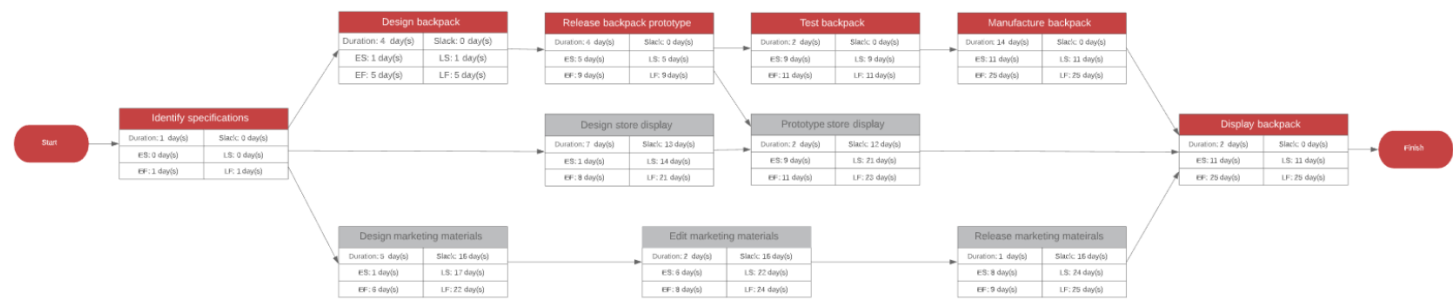 Start
Identify specifications
Duration: 1 day(s) Slack: 0 day(s)
ES: 0 day(s) LS: 0 day(s)
EF: 1 day(s) LF: 1 day(s)
Design backpack
Duration: 4 day(s) Slack: 0 day(s)
ES: 1 day(s) LS: 1 day(s)
EF: 5 day(s) LF: 5 day(s)
Release backpack prototype
Duration: 4 day(s) Slack: 0 day(s)
ES: 5 day(s) LS: 5 day(s)
EF: 9 day(s) LF: 9 day(s)
Test backpack
Duration: 2 day(s) Slack: 0 day(s)
ES: 9 day(s) LS: 9 day(s)
EF: 11 day(s) LF: 11 day(s)
Manufacture backpack
Duration: 14 day(s) Slack: 0 day(s)
ES: 11 day(s) LS: 11 day(s)
EF: 25 day(s) LF: 25 day(s)
Design store display
Duration: 7 day(s) Slack: 13 day(s)
ES: 1 day(s) LS: 14 day(s)
EF: 8 day(s) LF: 21 day(s)
Prototype store display
Duration: 2 day(s) Slack: 12 day(s)
ES: 9 day(s) LS: 21 day(s)
EF: 11 day(s) LF: 23 day(s)
Design marketing materials
Duration: 5 day(s) Slack: 16 day(s)
ES: 1 day(s) LS: 17 day(s)
EF: 6 day(s) LF: 22 day(s)
Edit marketing materials
Duration: 2 day(s) Slack: 16 day(s)
ES: 6 day(s) LS: 22 day(s)
EF: 8 day(s) LF: 24 day(s)
Release marketing mateirals
Duration: 1 day(s) Slack: 16 day(s)
ES: 8 day(s) LS: 24 day(s)
EF: 9 day(s) LF: 25 day(s)
Display backpack
Duration: 2 day(s) Slack: 0 day(s)
ES: 11 day(s) LS: 11 day(s)
EF: 25 day(s) LF: 25 day(s)
Finish